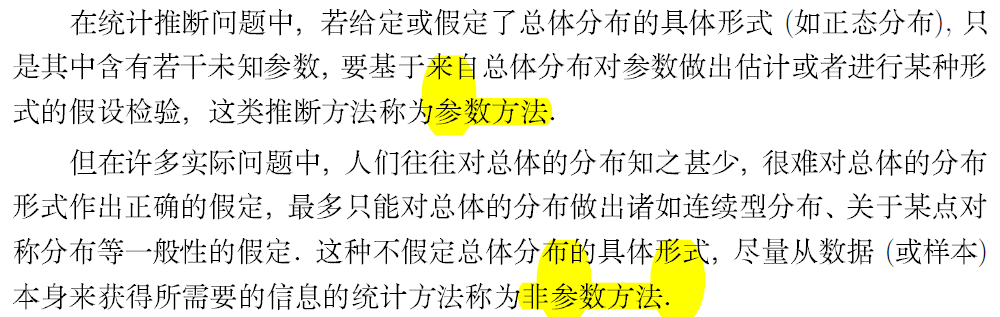 在统计推断问题中，若给定或假定了总体分布的具体形式 (如正态分布), 只
是其中含有若干未知参数, 要基于来自总体分布对参数做出估计或者进行某种形
式的假设检验，这类推断方法称为参数方法.
但在许多实际问题中，人们往往对总体的分布知之甚少，很难对总体的分布
形式作出正确的假定，最多只能对总体的分布做出诸如连续型分布、关于某点对
称分布等一般性的假定. 这种不假定总体分布的具体形式，尽量从数据 (或样本)
本身来获得所需要的信息的统计方法称为非参数方法.